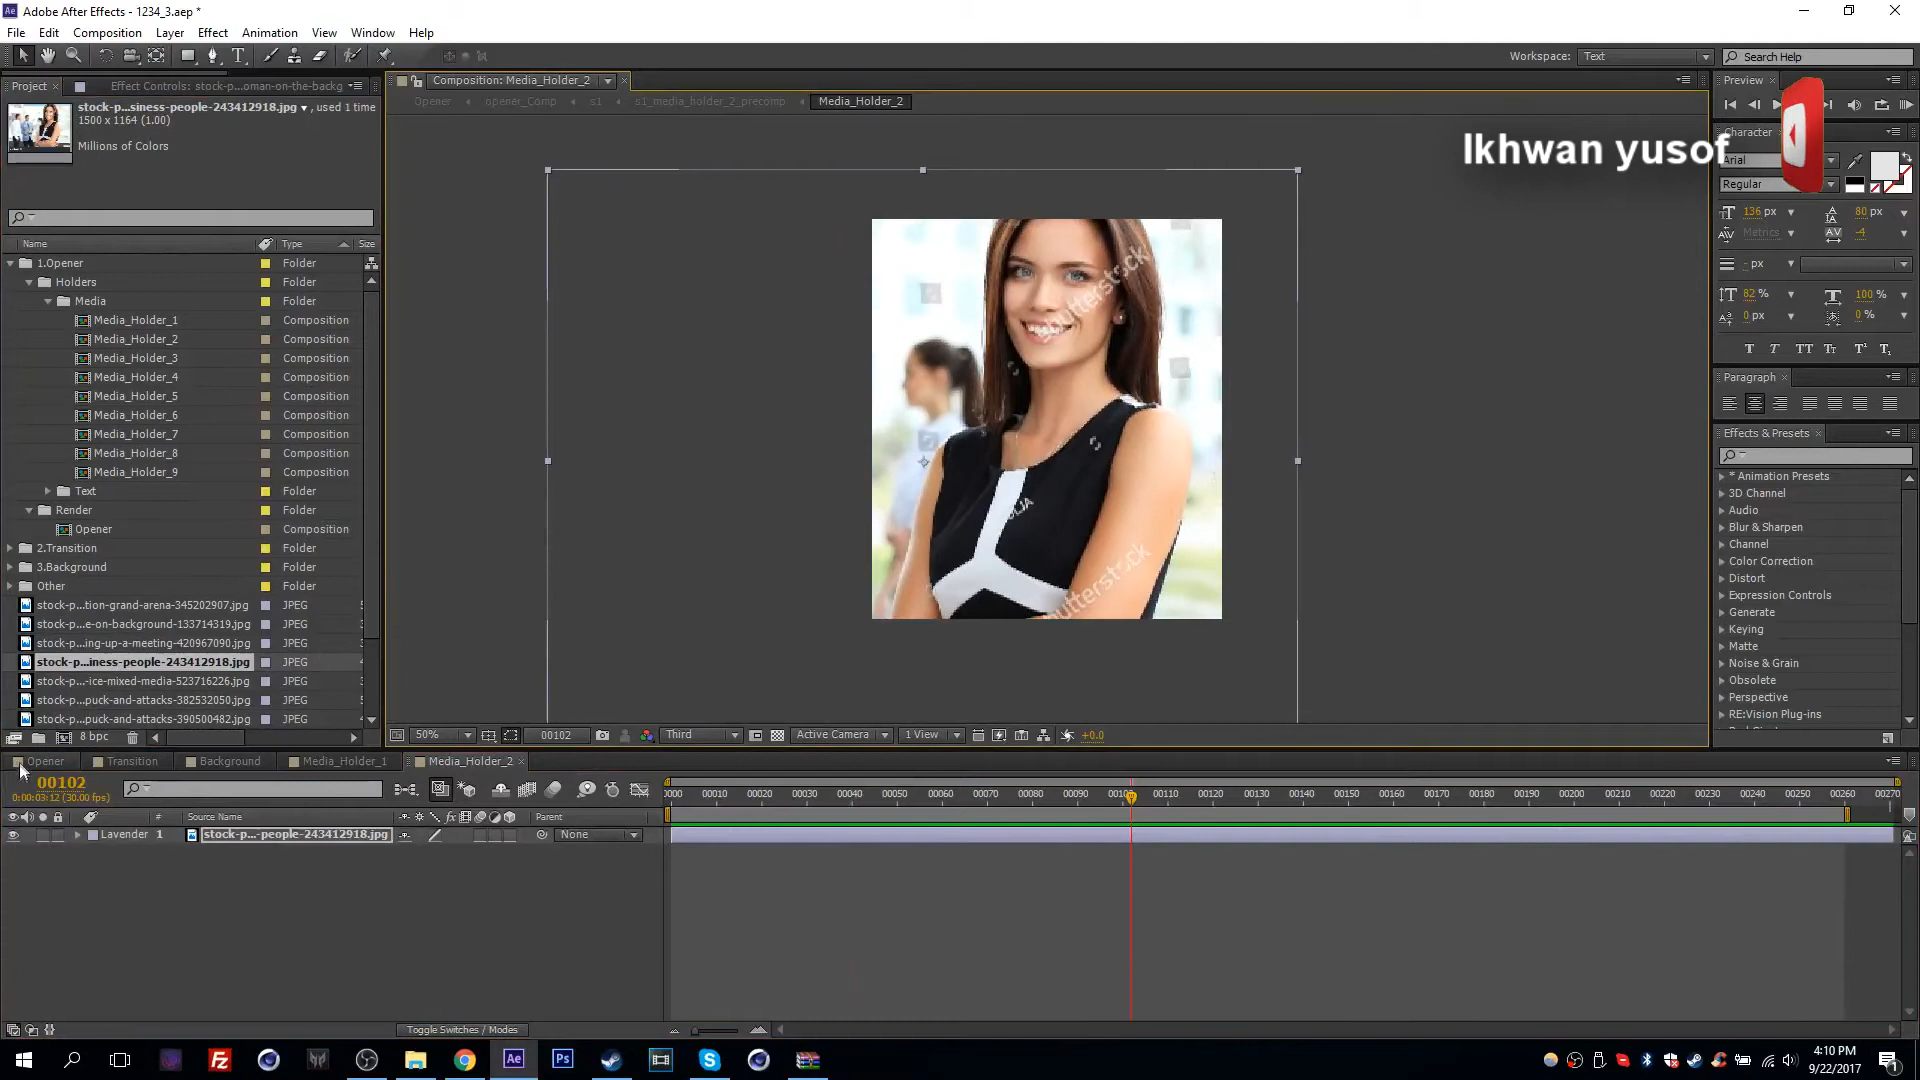 Adobe After Effects - 1234_3.aep *
File Edit Composition Layer Effect Animation View Window Help
Workspace: Text Search Help
Project Effect Controls: stock-p...oman-on-the-backg
Composition: Media_Holder_2
Opener opener_Comp s1 s1_media_holder_2_precomp Media_Holder_2
stock-p...siness-people-243412918.jpg , used 1 time
1500 x 1164 (1.00)
Millions of Colors
Name Type Size
1.Opener Folder
Holders Folder
Media Folder
Media_Holder_1 Composition
Media_Holder_2 Composition
Media_Holder_3 Composition
Media_Holder_4 Composition
Media_Holder_5 Composition
Media_Holder_6 Composition
Media_Holder_7 Composition
Media_Holder_8 Composition
Media_Holder_9 Composition
Text Folder
Render Folder
Opener Composition
2.Transition Folder
3.Background Folder
Other Folder
stock-p...tion-grand-arena-345202907.jpg JPEG
stock-p...e-on-background-133714319.jpg JPEG
stock-p...ing-up-a-meeting-420967090.jpg JPEG
stock-p...iness-people-243412918.jpg JPEG
stock-p...-ice-mixed-media-523716226.jpg JPEG
stock-p...puck-and-attacks-382532050.jpg JPEG
stock-p...puck-and-attacks-390500482.jpg JPEG
8 bpc
shutterstock
shutterstock
50% 00102 Third Active Camera 1 View +0.0
Ikhwan yusof
Preview
Character
Arial
Regular
136 px 80 px
Metrics -4
- px
82 % 100 %
0 px 0 %
T T TT Tt T¹ T₁
Paragraph
Effects & Presets
* Animation Presets
3D Channel
Audio
Blur & Sharpen
Channel
Color Correction
Distort
Expression Controls
Generate
Keying
Matte
Noise & Grain
Obsolete
Perspective
RE:Vision Plug-ins
Opener Transition Background Media_Holder_1 Media_Holder_2
00102
0:00:03:12 (30.00 fps)
0000 00010 00020 00030 00040 00050 00060 00070 00080 00090 00100 00110 00120 00130 00140 00150 00160 00170 00180 00190 00200 00210 00220 00230 00240 00250 00260 00270
# Source Name Parent
Lavender 1 stock-p...-people-243412918.jpg None
Toggle Switches / Modes
Ae Ps
4:10 PM
9/22/2017